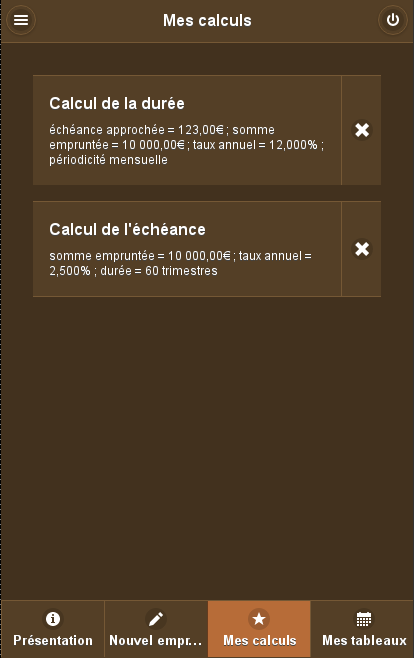 Mes calculs
Calcul de la durée
échéance approchée = 123,00€ ; somme
empruntée = 10 000,00€ ; taux annuel = 12,000% ;
périodicité mensuelle
Calcul de l'échéance
somme empruntée = 10 000,00€ ; taux annuel =
2,500% ; durée = 60 trimestres
Présentation
Nouvel empr...
Mes calculs
Mes tableaux